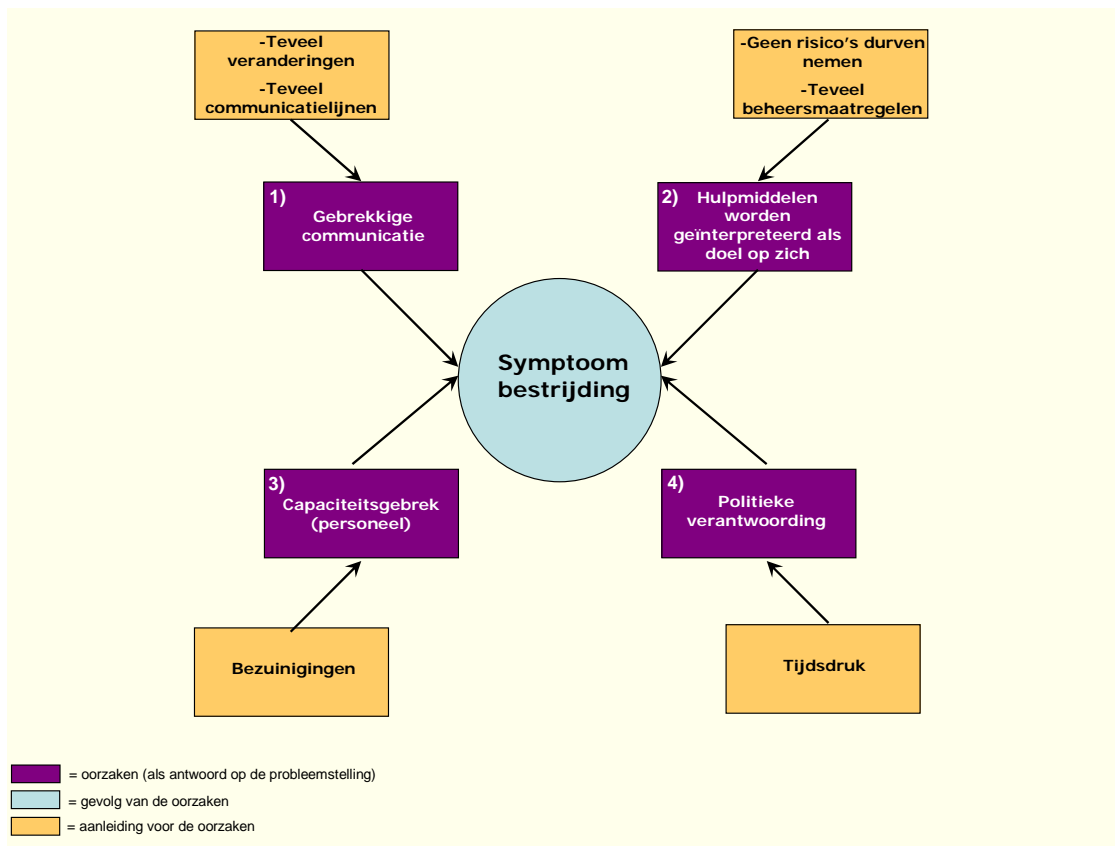 -Teveel
veranderingen
-Teveel
communicatielijnen
-Geen risico's durven
nemen
-Teveel
beheersmaatregelen
1)
Gebrekkige
communicatie
2) Hulpmiddelen
worden
geïnterpreteerd als
doel op zich
Symptoom
bestrijding
3)
Capaciteitsgebrek
(personeel)
4)
Politieke
verantwoording
Bezuinigingen
Tijdsdruk
= oorzaken (als antwoord op de probleemstelling)
= gevolg van de oorzaken
= aanleiding voor de oorzaken